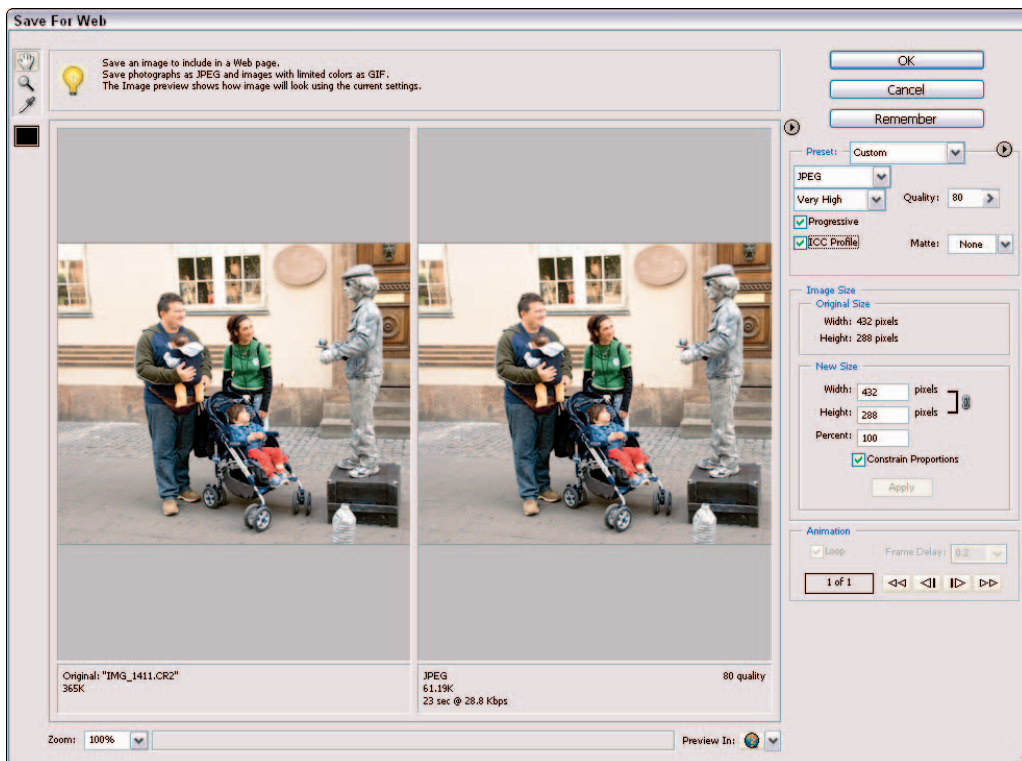 Save For Web
Save an image to include in a Web page.
Save photographs as JPEG and images with limited colors as GIF.
The Image preview shows how image will look using the current settings.
OK
Cancel
Remember
Preset: Custom
JPEG
Very High Quality: 80
Progressive
ICC Profile Matte: None
Image Size
Original Size
Width: 432 pixels
Height: 288 pixels
New Size
Width: 432 pixels
Height: 288 pixels
Percent: 100
Constrain Proportions
Apply
Animation
Loop Frame Delay: 0.2
1 of 1
Original: "IMG_1411.CR2"
365K
JPEG 80 quality
61.19K
23 sec @ 28.8 Kbps
Zoom: 100% Preview In: